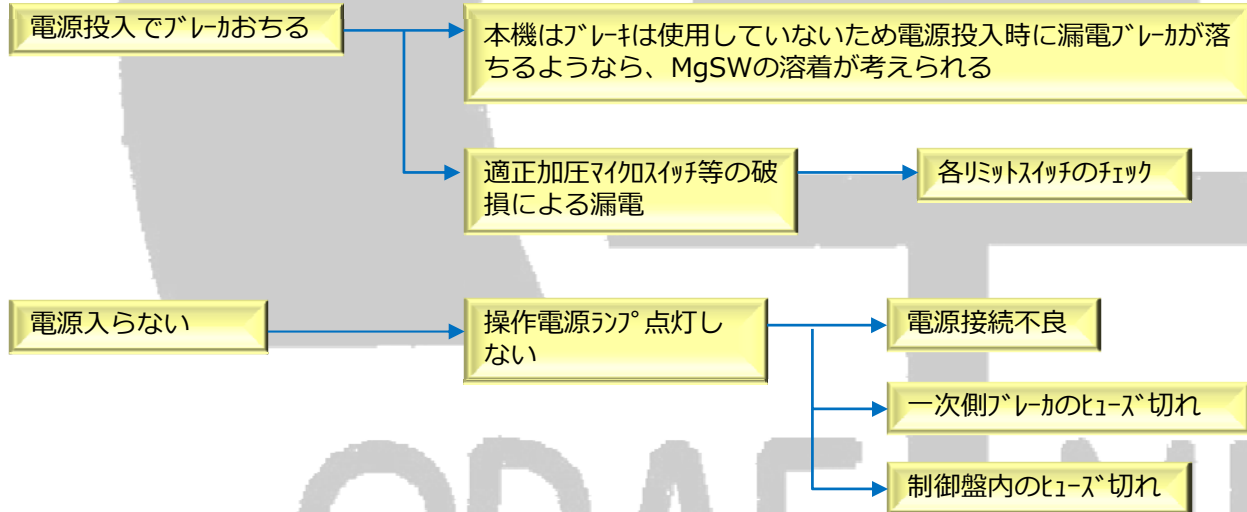 電源投入でﾌﾞﾚｰｶおちる
本機はﾌﾞﾚｰｷは使用していないため電源投入時に漏電ﾌﾞﾚｰｶが落
ちるようなら、MgSWの溶着が考えられる
適正加圧ﾏｲｸﾛｽｲｯﾁ等の破
損による漏電
各ﾘﾐｯﾄｽｲｯﾁのﾁｪｯｸ
電源入らない
操作電源ﾗﾝﾌﾟ点灯し
ない
電源接続不良
一次側ﾌﾞﾚｰｶのﾋｭｰｽﾞ切れ
制御盤内のﾋｭｰｽﾞ切れ